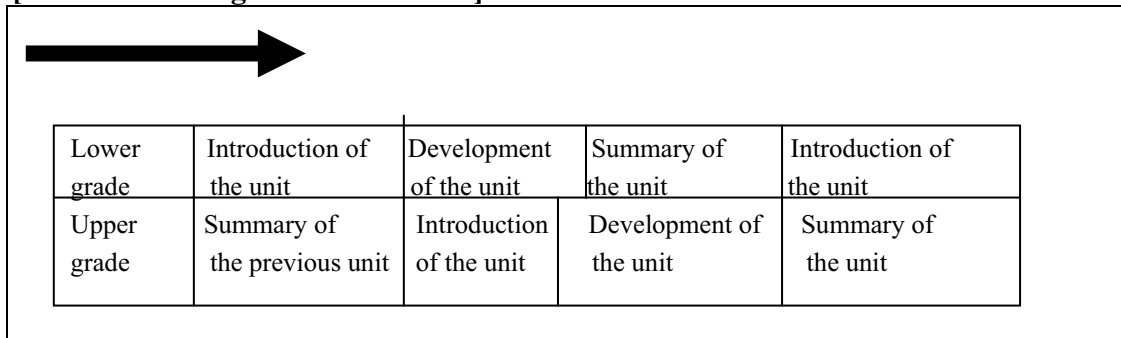 Lower
grade
Introduction of
the unit
Development
of the unit
Summary of
the unit
Introduction of
the unit
Upper
grade
Summary of
the previous unit
Introduction
of the unit
Development of
the unit
Summary of
the unit